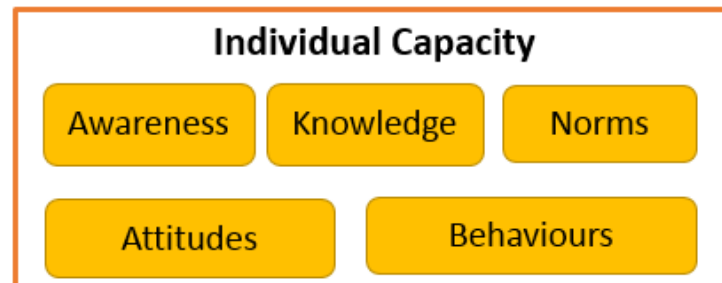 Individual Capacity
Awareness Knowledge Norms
Attitudes Behaviours